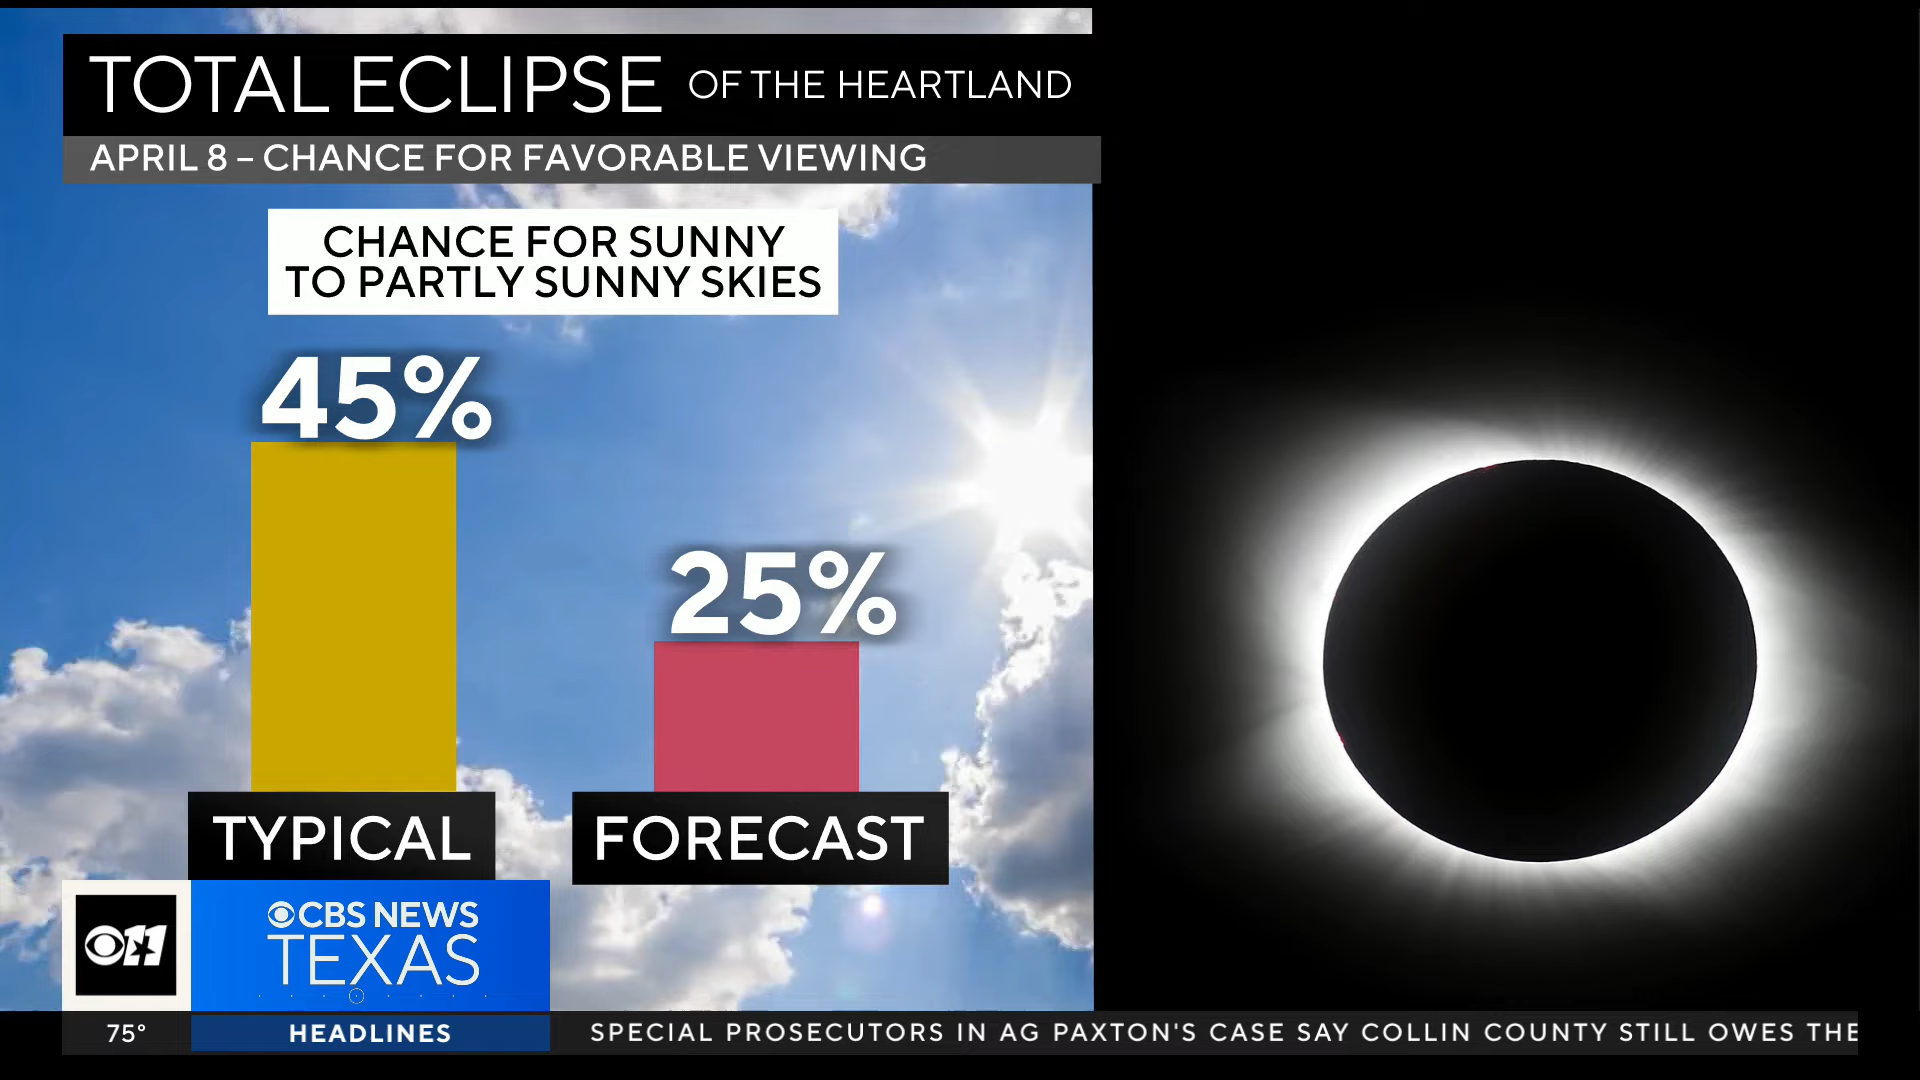 TOTAL ECLIPSE OF THE HEARTLAND
APRIL 8 – CHANCE FOR FAVORABLE VIEWING
CHANCE FOR SUNNY
TO PARTLY SUNNY SKIES
45%
25%
TYPICAL
FORECAST
11
CBS NEWS
TEXAS
75°
HEADLINES
SPECIAL PROSECUTORS IN AG PAXTON'S CASE SAY COLLIN COUNTY STILL OWES THE